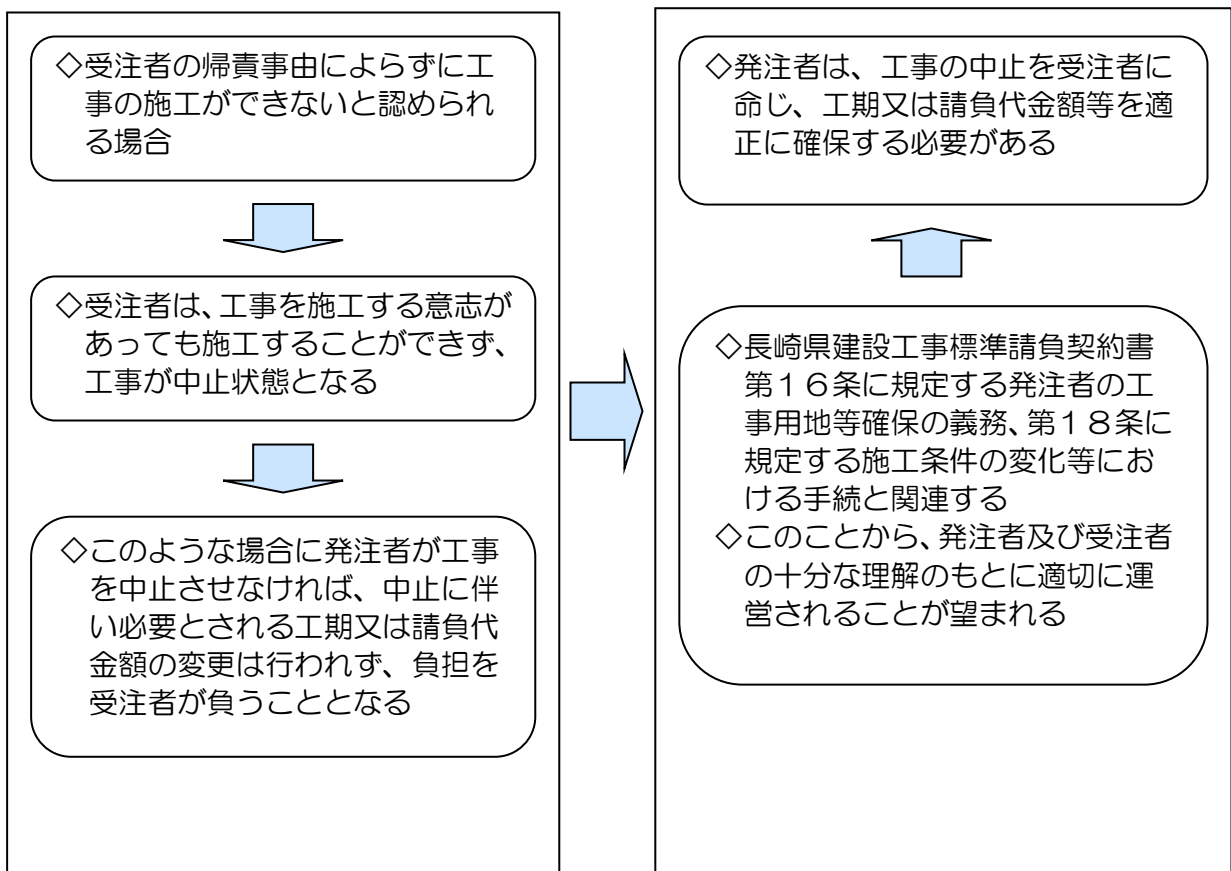 ◇受注者の帰責事由によらずに工
事の施工ができないと認められ
る場合
◇受注者は、工事を施工する意志が
あっても施工することができず、
工事が中止状態となる
◇このような場合に発注者が工事
を中止させなければ、中止に伴
い必要とされる工期又は請負代
金額の変更は行われず、負担を
受注者が負うこととなる
◇発注者は、工事の中止を受注者に
命じ、工期又は請負代金額等を適
正に確保する必要がある
◇長崎県建設工事標準請負契約書
第16条に規定する発注者の工
事用地等確保の義務、第18条に
規定する施工条件の変化等にお
ける手続と関連する
◇このことから、発注者及び受注者
の十分な理解のもとに適切に運
営されることが望まれる